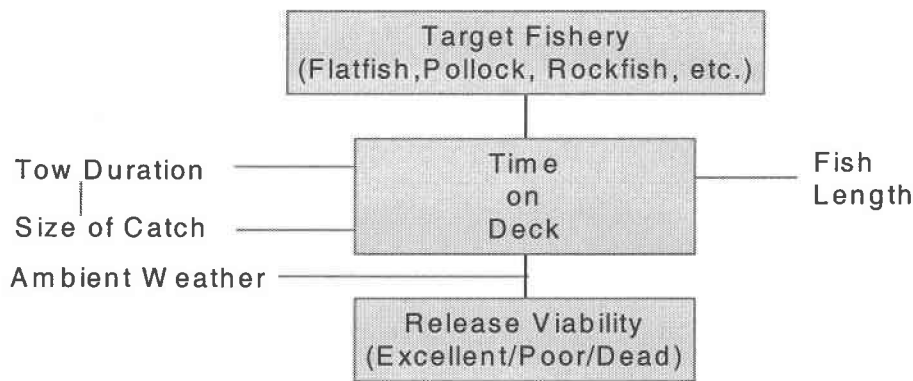 Target Fishery
(Flatfish,Pollock, Rockfish, etc.)
Tow Duration
Size of Catch
Ambient Weather
Time
on
Deck
Fish
Length
Release Viability
(Excellent/Poor/Dead)